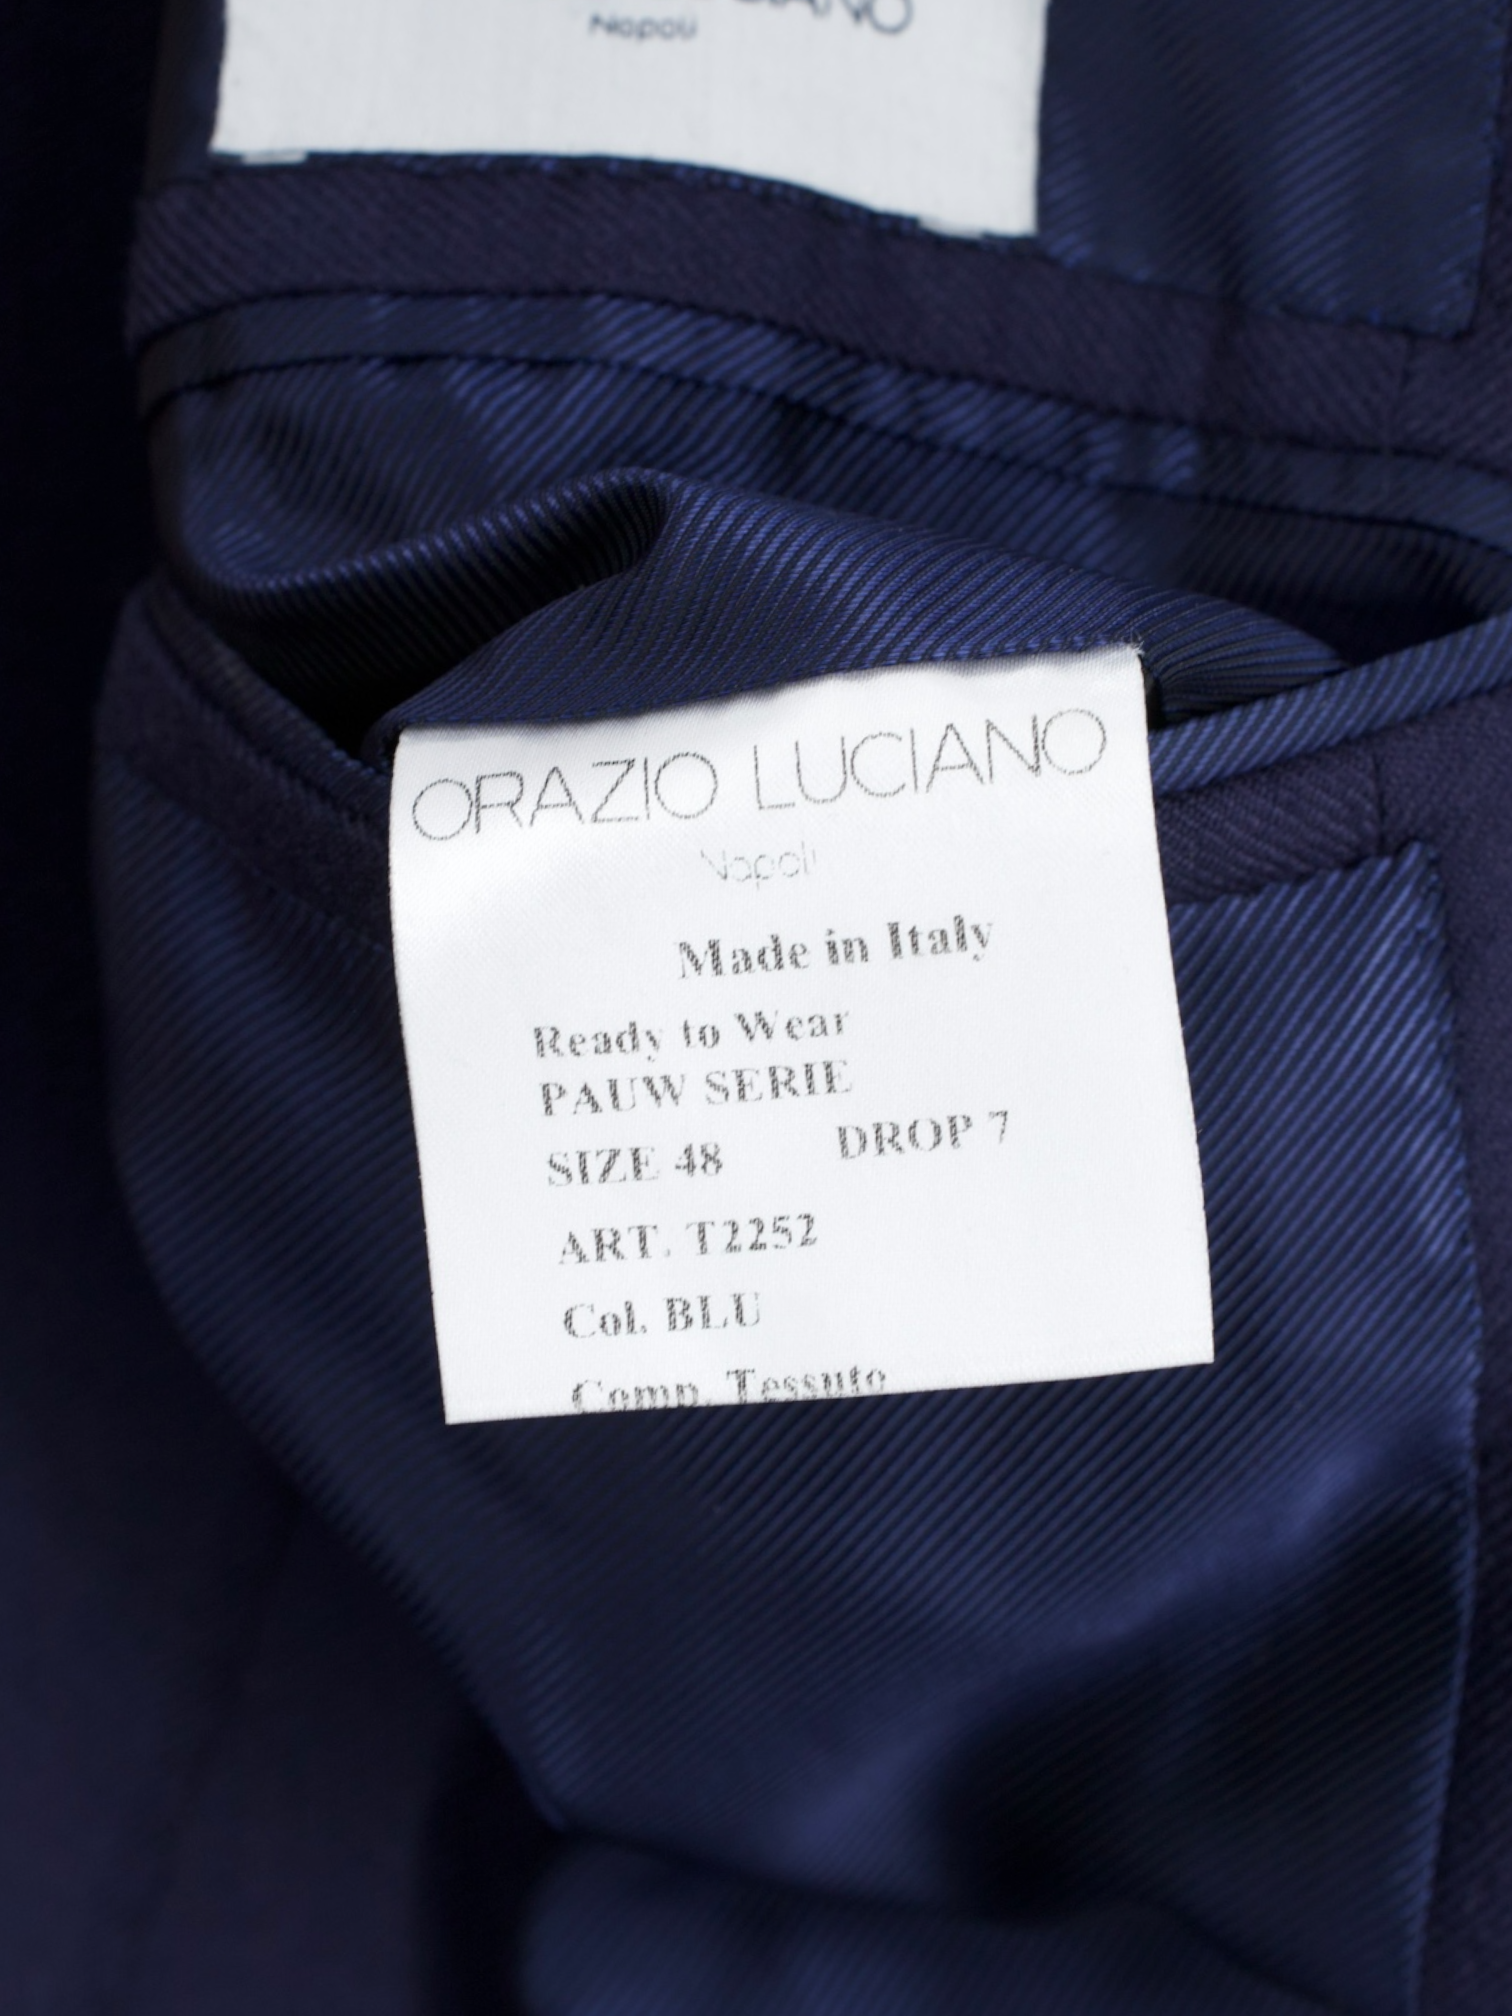 Napoli
ORAZIO LUCIANO
Napoli
Made in Italy
Ready to Wear
PAUW SERIE
SIZE 48 DROP 7
ART. T2252
Col. BLU
Comp. Tessuto